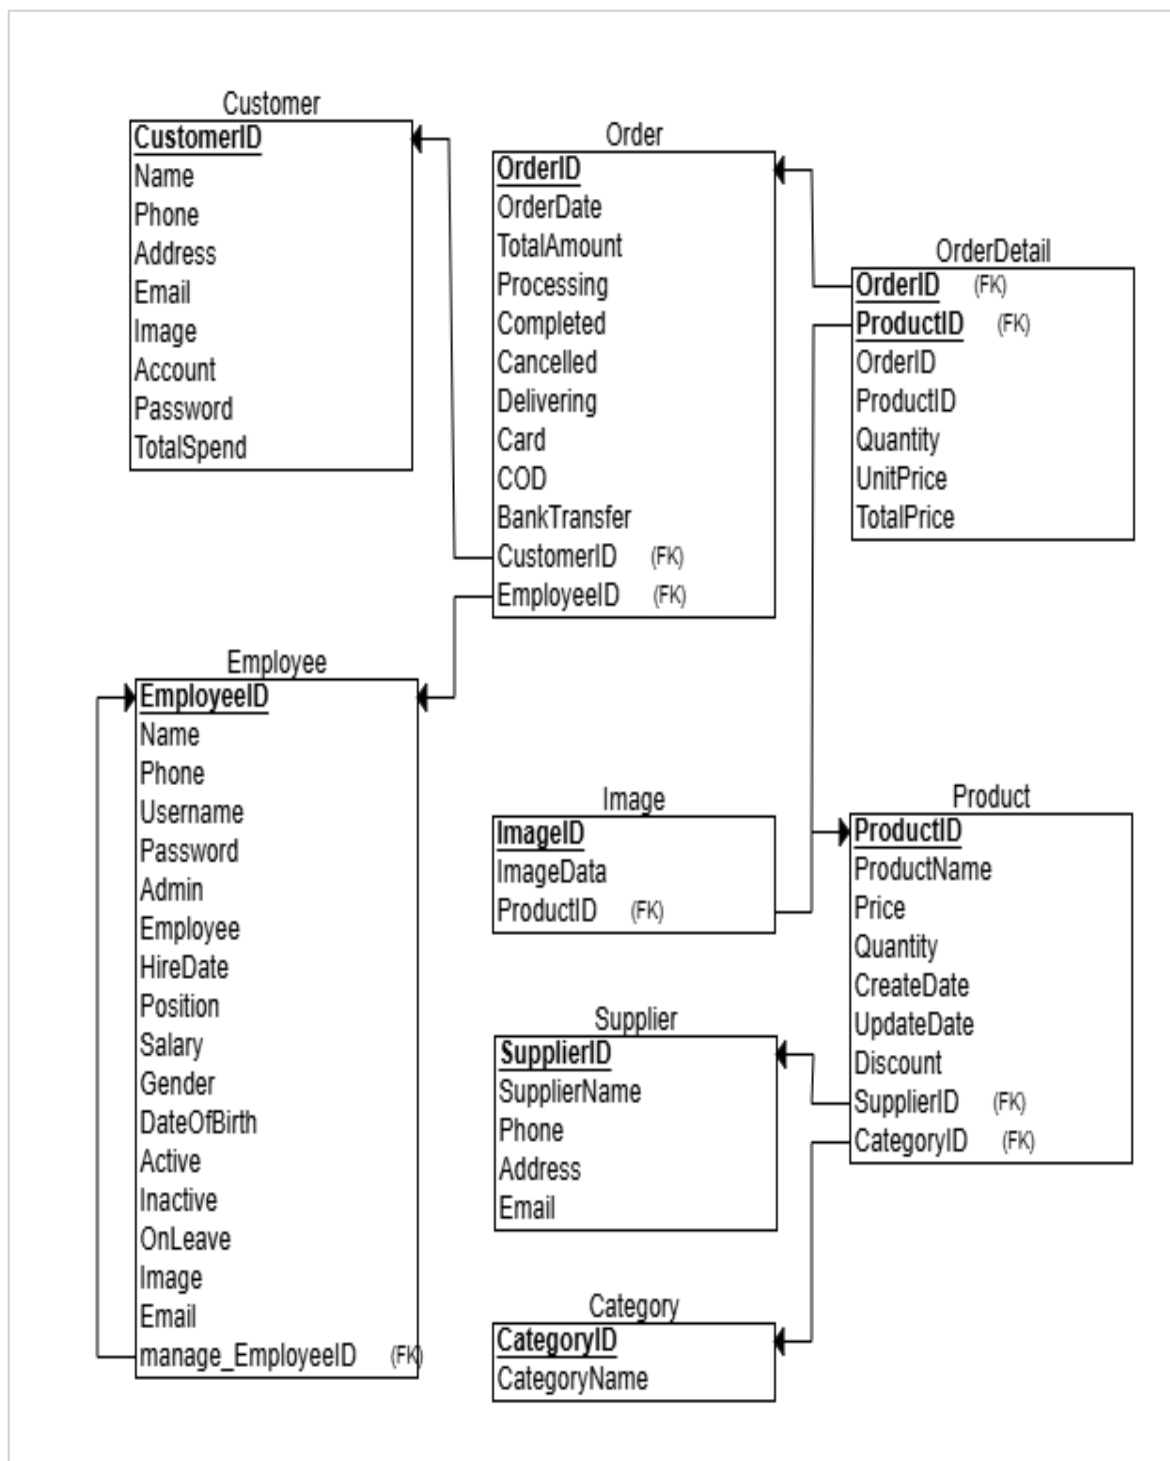 Customer
CustomerID
Name
Phone
Address
Email
Image
Account
Password
TotalSpend
Order
OrderID
OrderDate
TotalAmount
Processing
Completed
Cancelled
Delivering
Card
COD
BankTransfer
CustomerID (FK)
EmployeeID (FK)
OrderDetail
OrderID (FK)
ProductID (FK)
OrderID
ProductID
Quantity
UnitPrice
TotalPrice
Employee
EmployeeID
Name
Phone
Username
Password
Admin
Employee
HireDate
Position
Salary
Gender
DateOfBirth
Active
Inactive
OnLeave
Image
Email
manage_EmployeeID (FK)
Image
ImageID
ImageData
ProductID (FK)
Product
ProductID
ProductName
Price
Quantity
CreateDate
UpdateDate
Discount
SupplierID (FK)
CategoryID (FK)
Supplier
SupplierID
SupplierName
Phone
Address
Email
Category
CategoryID
CategoryName